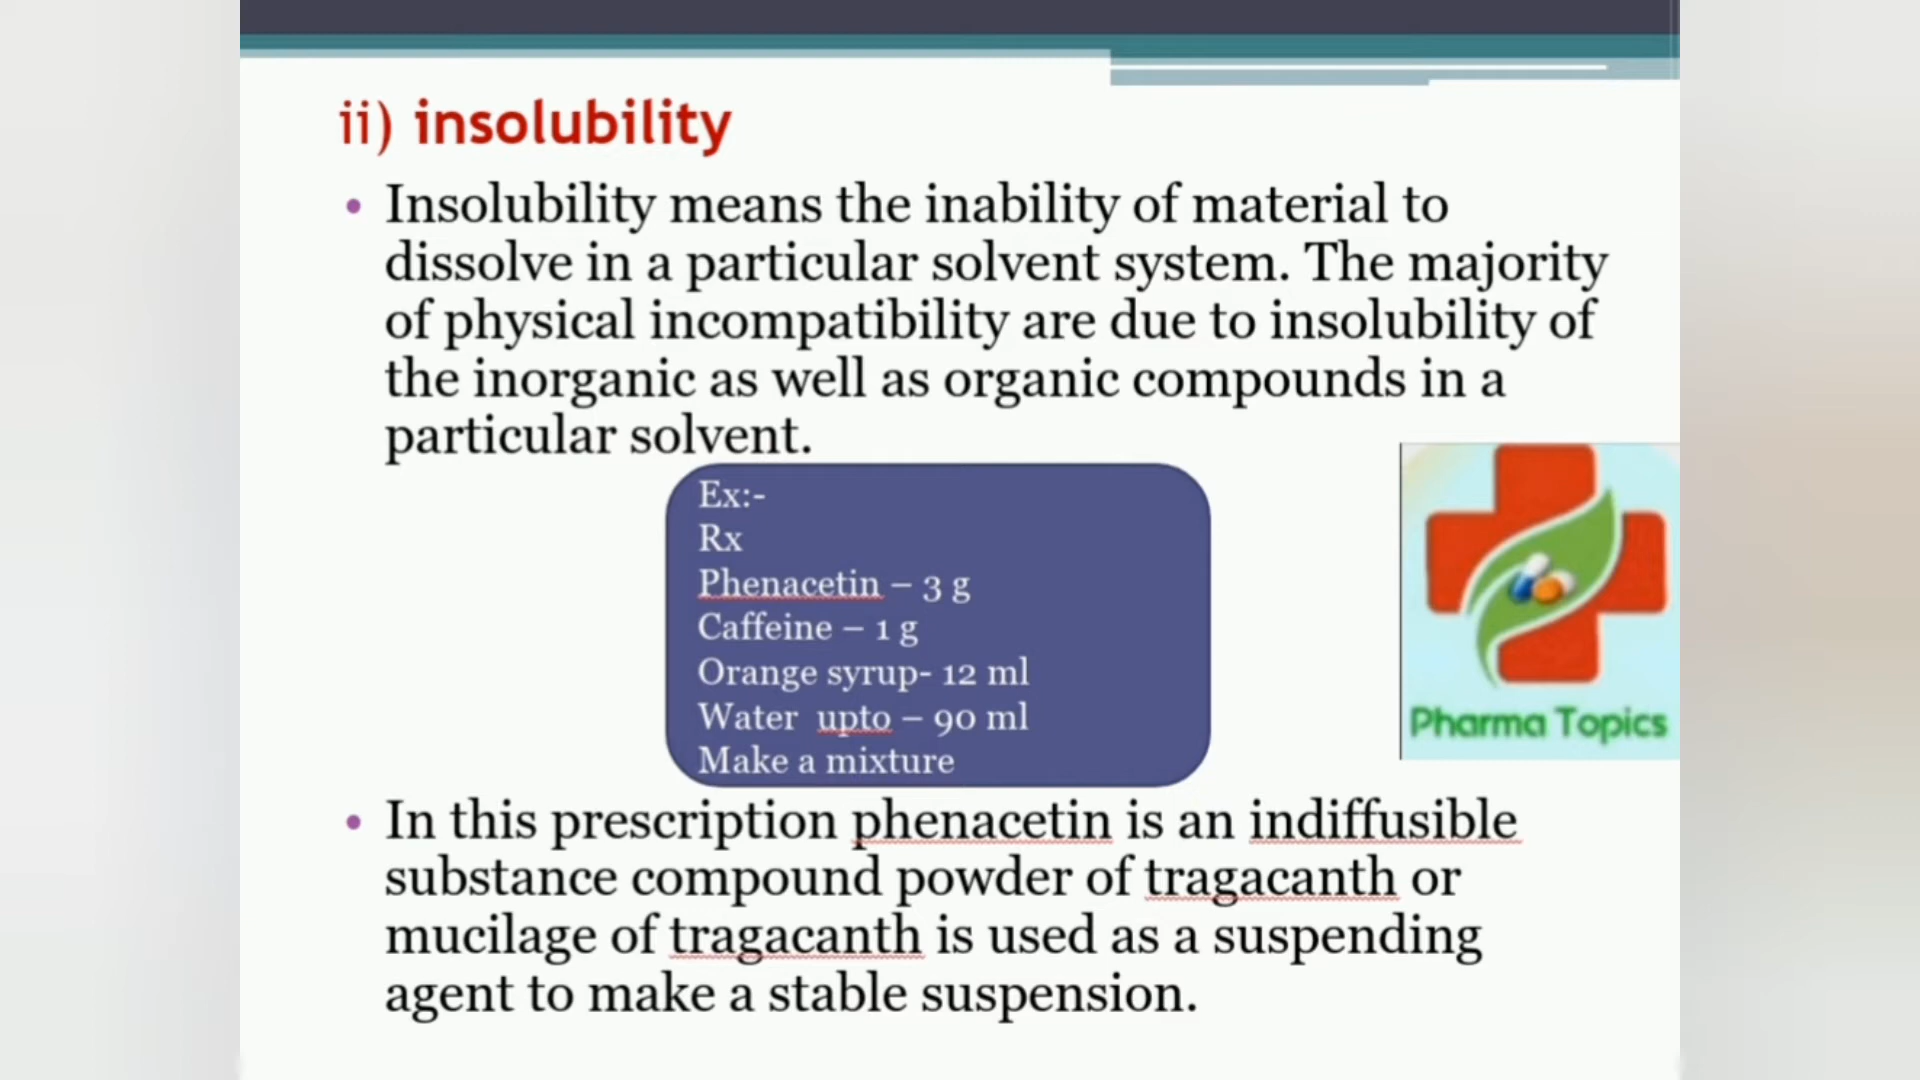 ii) insolubility
• Insolubility means the inability of material to
dissolve in a particular solvent system. The majority
of physical incompatibility are due to insolubility of
the inorganic as well as organic compounds in a
particular solvent.
Ex:-
Rx
Phenacetin – 3 g
Caffeine – 1 g
Orange syrup- 12 ml
Water upto – 90 ml
Make a mixture
Pharma Topics
• In this prescription phenacetin is an indiffusible
substance compound powder of tragacanth or
mucilage of tragacanth is used as a suspending
agent to make a stable suspension.